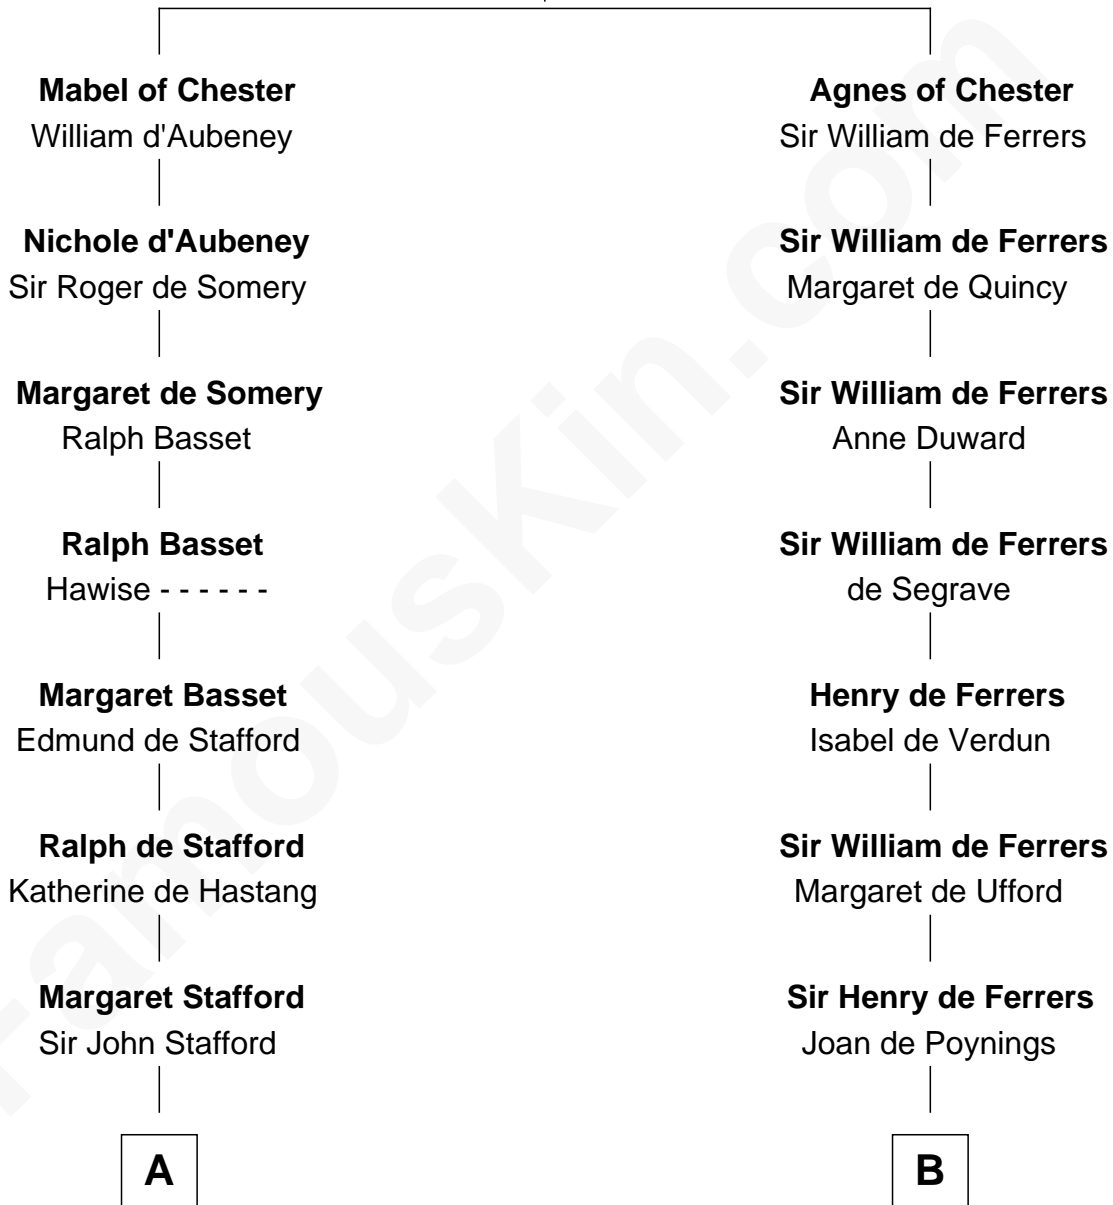 Mabel of Chester
William d'Aubeney
Nichole d'Aubeney
Sir Roger de Somery
Margaret de Somery
Ralph Basset
Ralph Basset
Hawise - - - - - -
Margaret Basset
Edmund de Stafford
Ralph de Stafford
Katherine de Hastang
Margaret Stafford
Sir John Stafford
A
Agnes of Chester
Sir William de Ferrers
Sir William de Ferrers
Margaret de Quincy
Sir William de Ferrers
Anne Duward
Sir William de Ferrers
de Segrave
Henry de Ferrers
Isabel de Verdun
Sir William de Ferrers
Margaret de Ufford
Sir Henry de Ferrers
Joan de Poynings
B
FamousKin.com